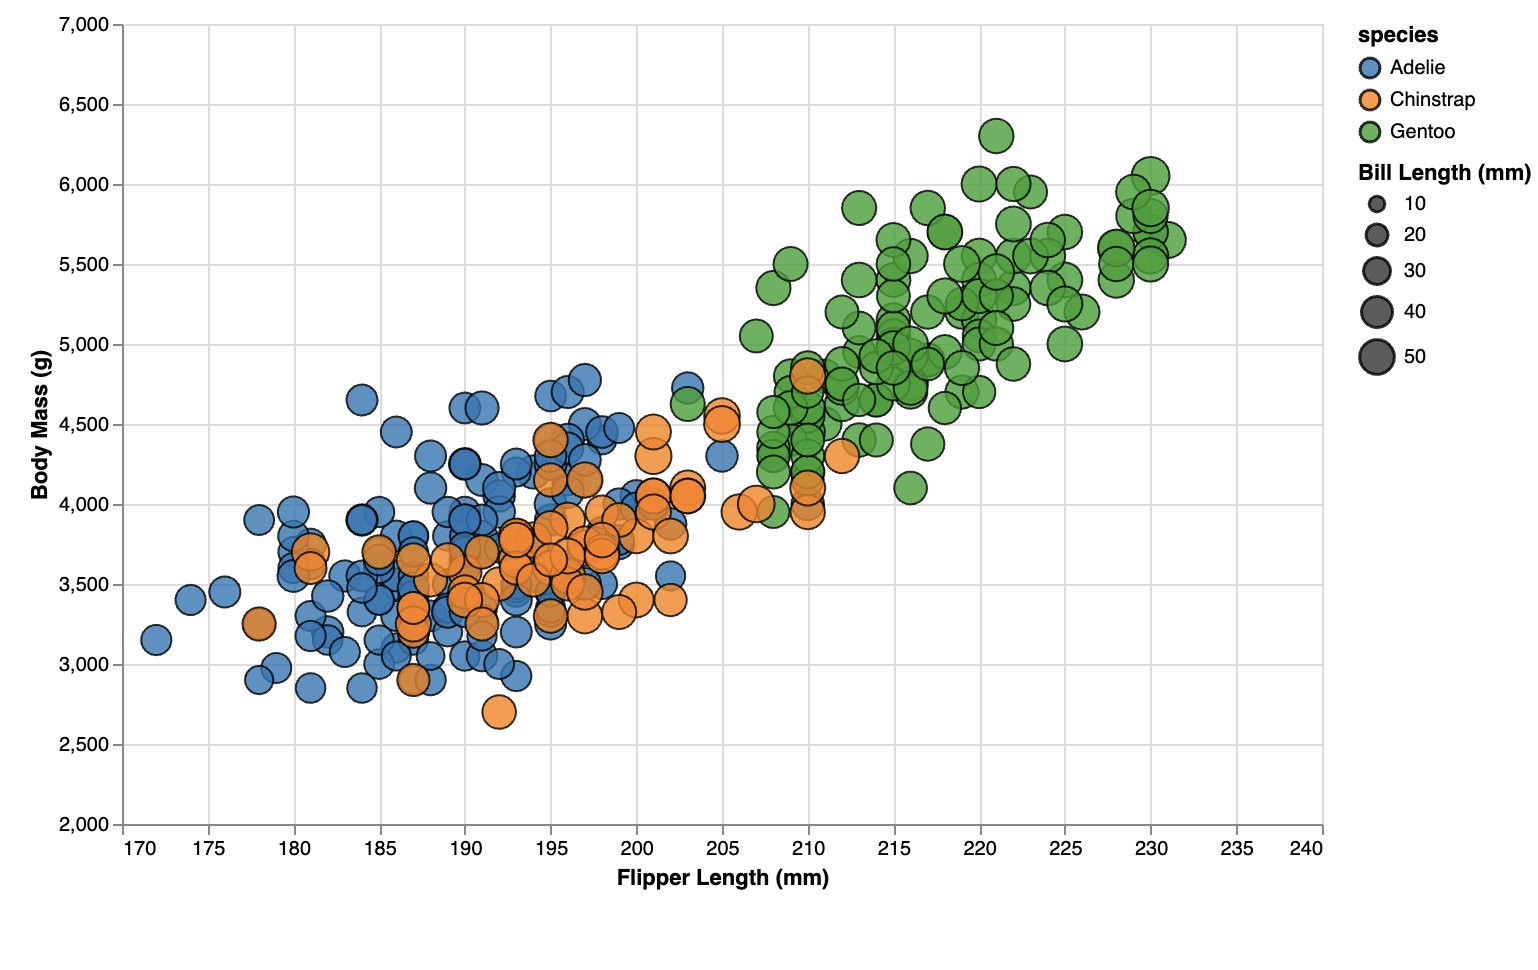 7,000
6,500
6,000
5,500
5,000
4,500
4,000
3,500
3,000
2,500
2,000
Body Mass (g)
170 175 180 185 190 195 200 205 210 215 220 225 230 235 240
Flipper Length (mm)
species
Adelie
Chinstrap
Gentoo
Bill Length (mm)
10
20
30
40
50